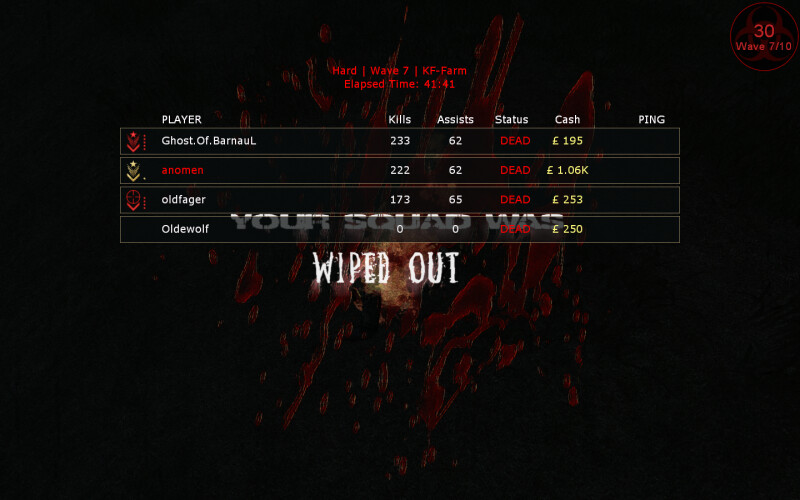 30
Wave 7/10
Hard | Wave 7 | KF-Farm
Elapsed Time: 41:41
PLAYER Kills Assists Status Cash PING
Ghost.Of.BarnauL 233 62 DEAD £ 195
anomen 222 62 DEAD £ 1.06K
oldfager 173 65 DEAD £ 253
YOUR SQUAD WAS
Oldewolf 0 0 DEAD £ 250
WIPED OUT